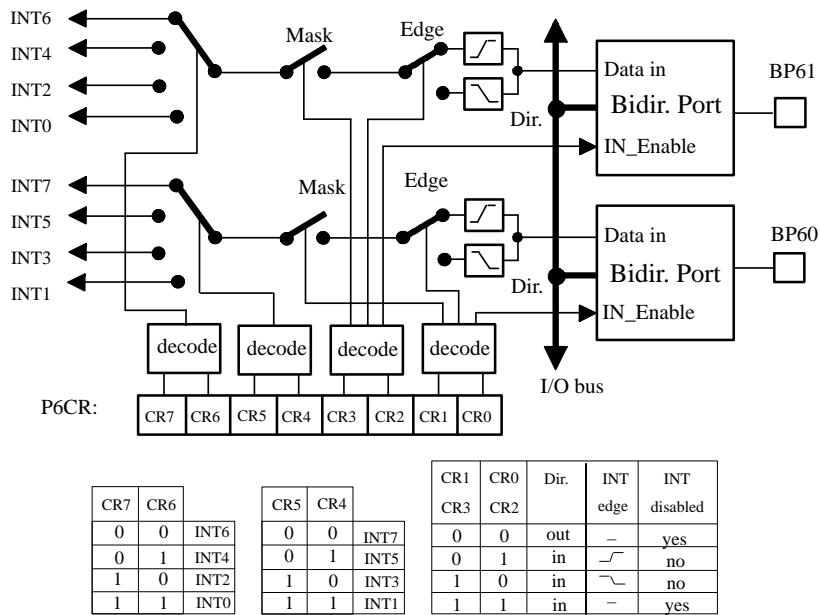 INT6
INT4
INT2
INT0
Mask
Edge
Dir.
Data in
Bidir. Port
IN_Enable
BP61
INT7
INT5
INT3
INT1
Mask
Edge
Dir.
Data in
Bidir. Port
IN_Enable
BP60
decode decode decode decode
I/O bus
P6CR: CR7 CR6 CR5 CR4 CR3 CR2 CR1 CR0
CR7 CR6
0 0 INT6
0 1 INT4
1 0 INT2
1 1 INT0
CR5 CR4
0 0 INT7
0 1 INT5
1 0 INT3
1 1 INT1
CR1 CR0 Dir. INT INT
CR3 CR2 edge disabled
0 0 out – yes
0 1 in no
1 0 in no
1 1 in – yes